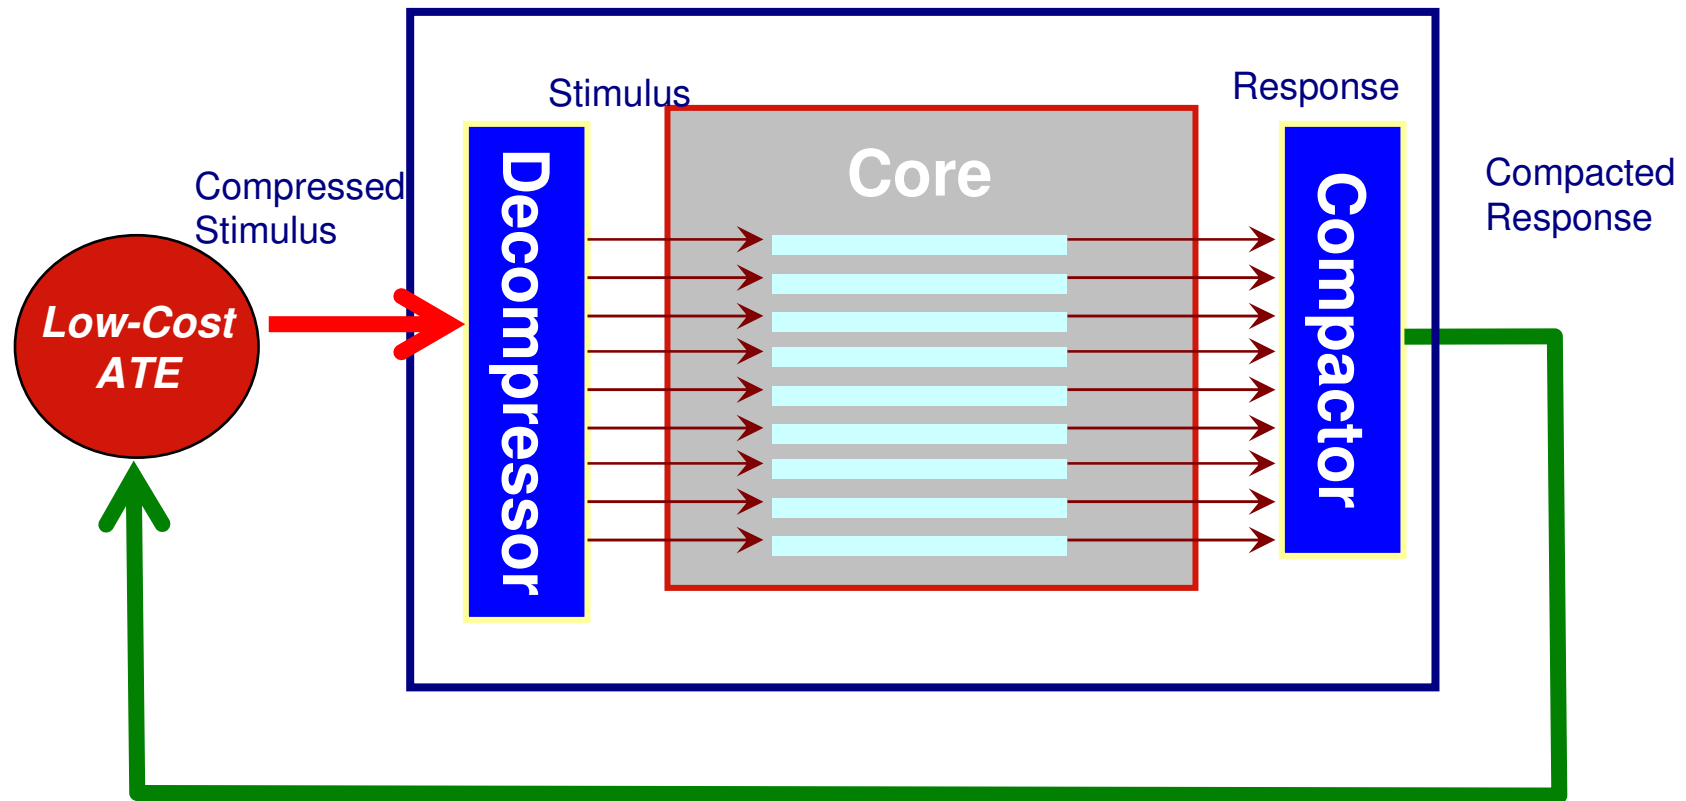 Stimulus
Response
Core
Compressed
Stimulus
Low-Cost
ATE
Decompressor
Compactor
Compacted
Response